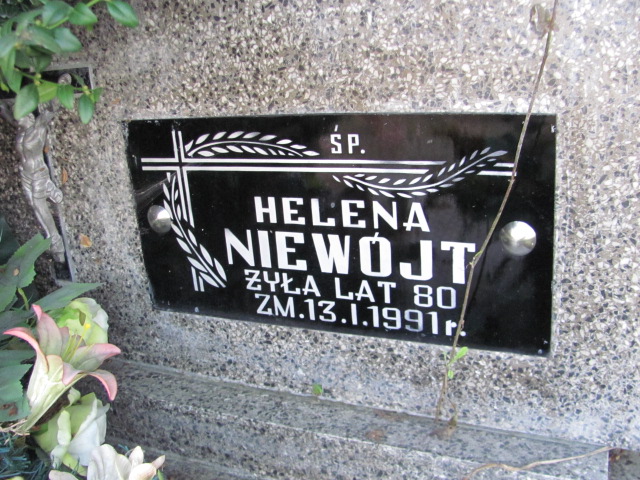 ŚP.
HELENA
NIEWÓJT
ŻYŁA LAT 80
ZM.13.I.1991r.